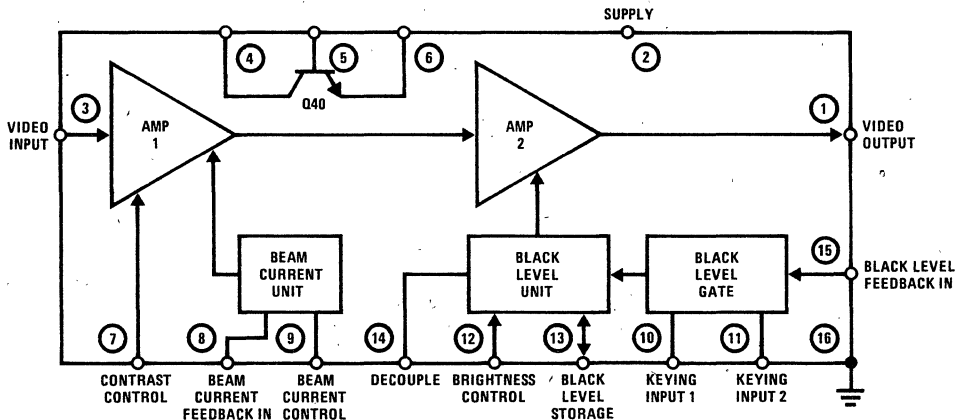 SUPPLY
4
5
6
2
Q40
3
AMP
1
AMP
2
1
VIDEO
INPUT
VIDEO
OUTPUT
BEAM
CURRENT
UNIT
BLACK
LEVEL
UNIT
BLACK
LEVEL
GATE
15
BLACK LEVEL
FEEDBACK IN
7
8
9
14
12
13
10
11
16
CONTRAST
CONTROL
BEAM
CURRENT
FEEDBACK IN
BEAM
CURRENT
CONTROL
DECOUPLE
BRIGHTNESS
CONTROL
BLACK
LEVEL
STORAGE
KEYING
INPUT 1
KEYING
INPUT 2